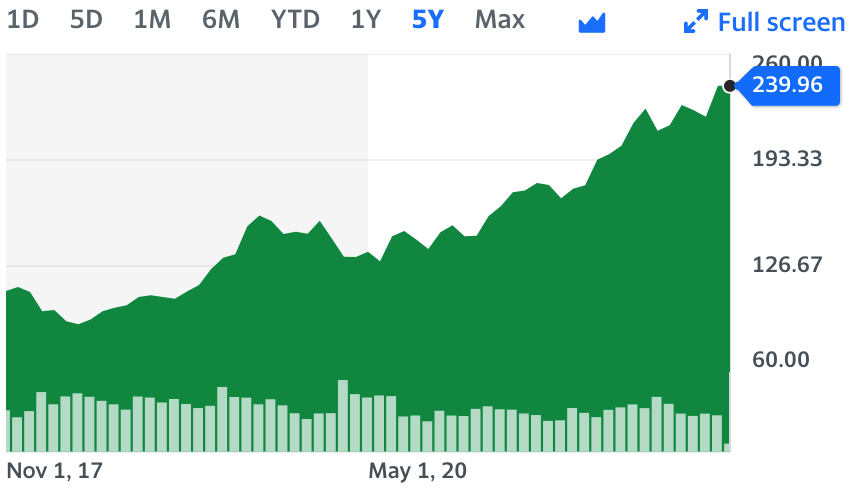 1D 5D 1M 6M YTD 1Y 5Y Max Full screen
260.00
239.96
193.33
126.67
60.00
Nov 1, 17 May 1, 20